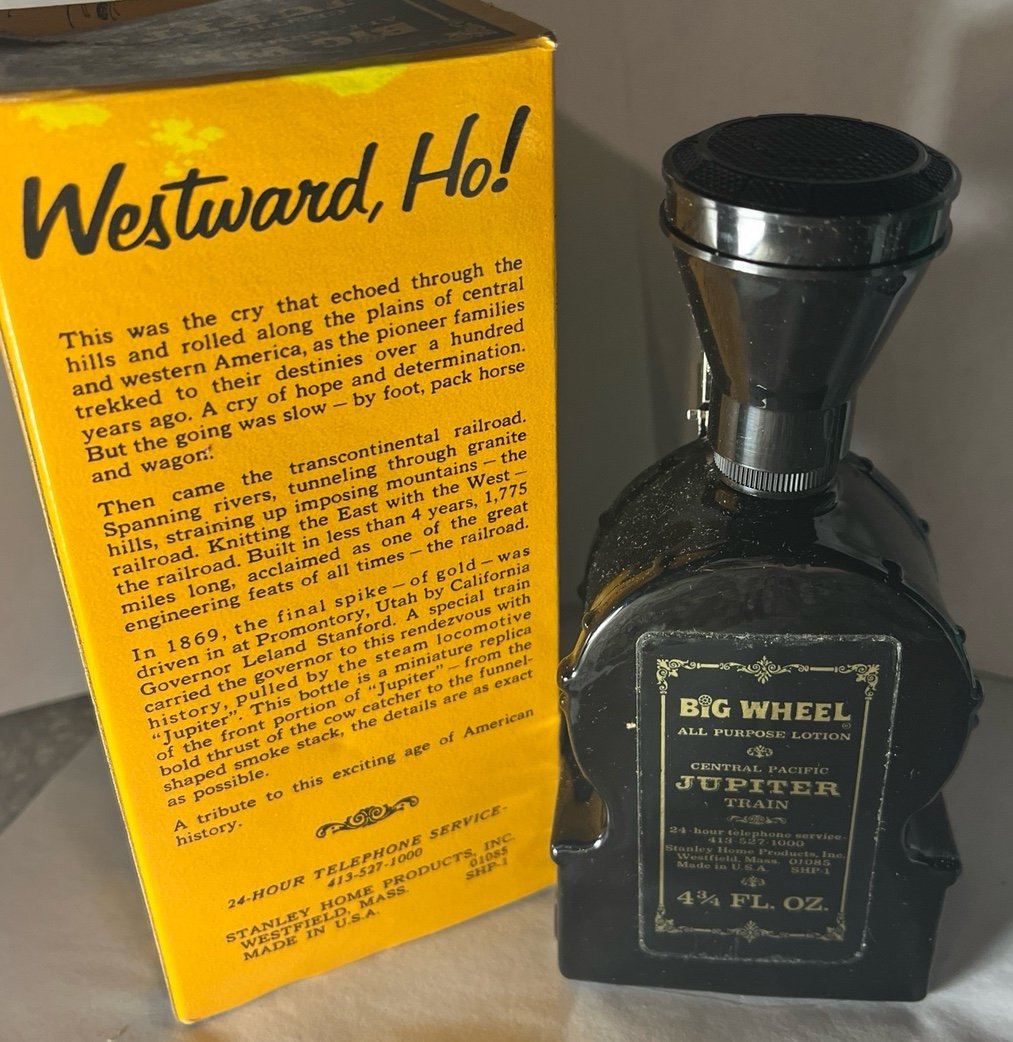 BIG
Westward, Ho!
This was the cry that echoed through the
hills and rolled along the plains of central
and western America, as the pioneer families
trekked to their destinies over a hundred
years ago. A cry of hope and determination.
But the going was slow — by foot, pack horse
and wagon!
Then came the transcontinental railroad.
Spanning rivers, tunneling through granite
hills, straining up imposing mountains — the
railroad. Knitting the East with the West —
the railroad. Built in less than 4 years, 1,775
miles long, acclaimed as one of the great
engineering feats of all times — the railroad.
In 1869, the final spike — of gold — was
driven in at Promontory, Utah by California
Governor Leland Stanford. A special train
carried the governor to this rendezvous with
history, pulled by the steam locomotive
“Jupiter”. This bottle is a miniature replica
of the front portion of “Jupiter” — from the
bold thrust of the cow catcher to the funnel-
shaped smoke stack, the details are as exact
as possible.
A tribute to this exciting age of American
history.
24-HOUR TELEPHONE SERVICE-
413-527-1000
STANLEY HOME PRODUCTS, INC.
WESTFIELD, MASS. 01085
MADE IN U.S.A. SHP-1
BIG WHEEL®
ALL PURPOSE LOTION
CENTRAL PACIFIC
JUPITER
TRAIN
24-hour telephone service-
413-527-1000
Stanley Home Products, Inc.
Westfield, Mass. 01085
Made in U.S.A. SHP-1
4¾ FL. OZ.